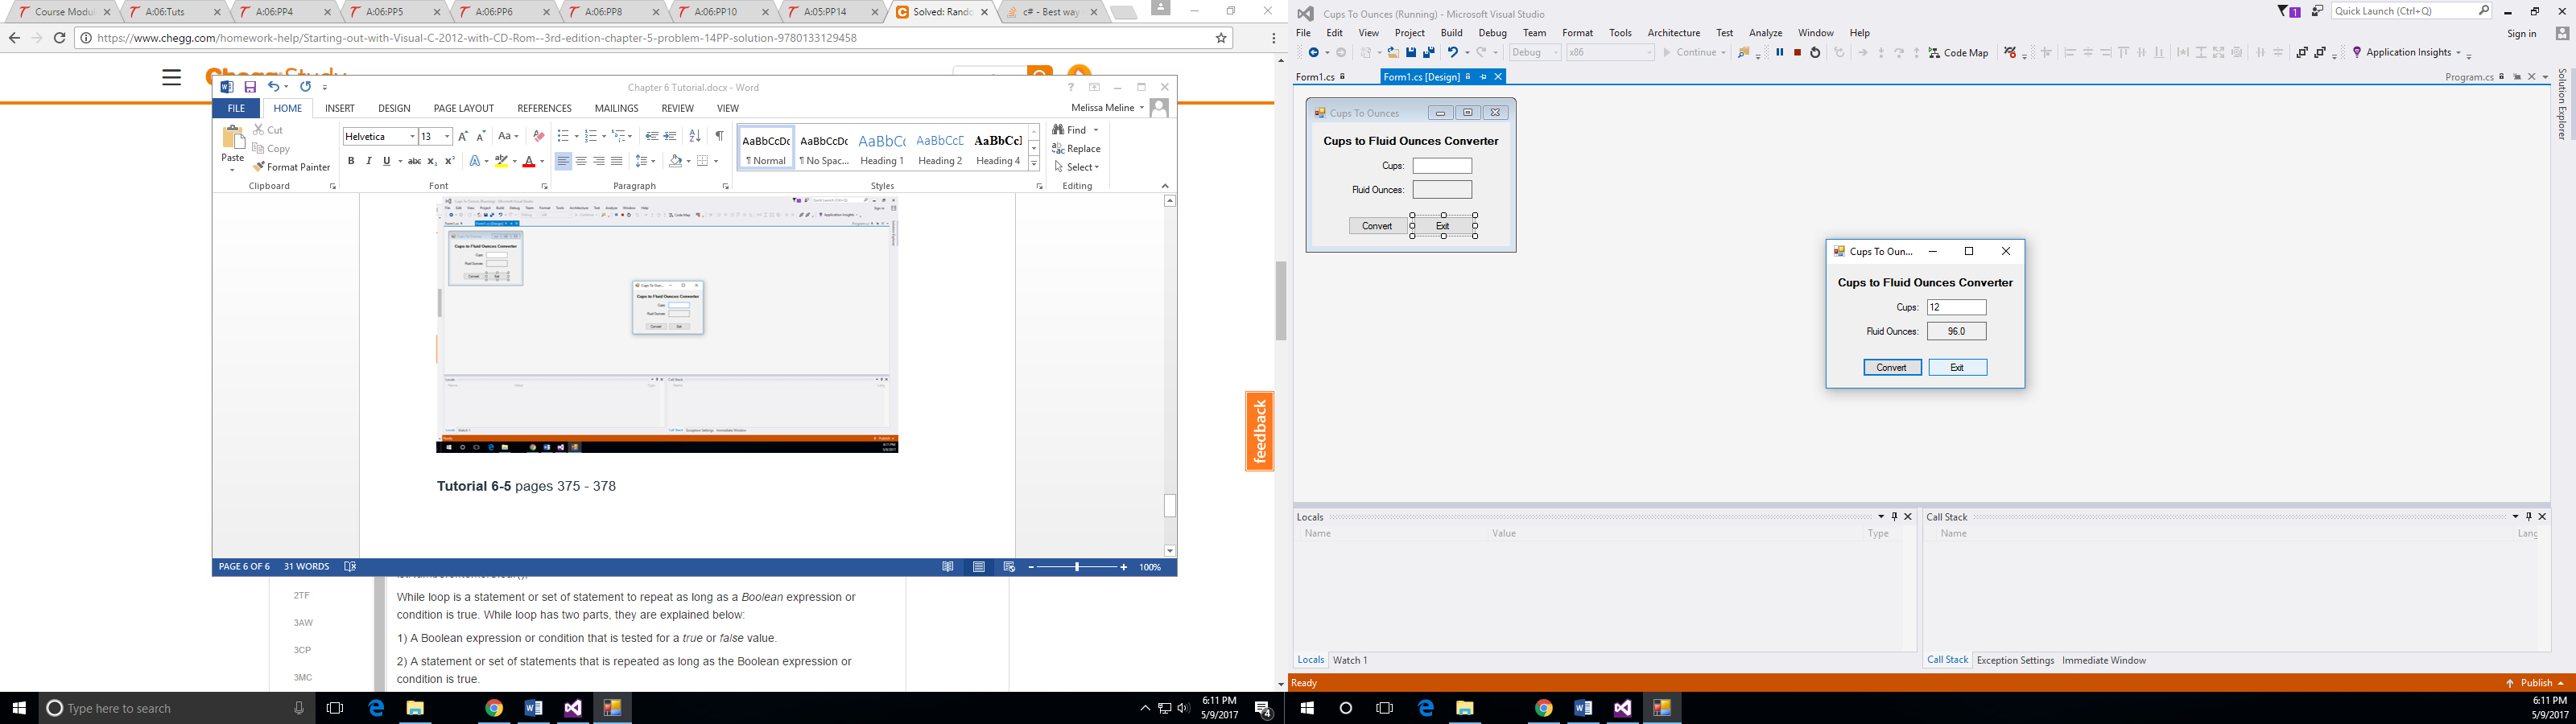 Course Modul
A:06:Tuts
A:06:PP4
A:06:PP5
A:06:PP6
A:06:PP8
A:06:PP10
A:05:PP14
Solved: Rand
c# - Best way
https://www.chegg.com/homework-help/Starting-out-with-Visual-C-2012-with-CD-Rom--3rd-edition-chapter-5-problem-14PP-solution-9780133129458
Chapter 6 Tutorial.docx - Word
FILE HOME INSERT DESIGN PAGE LAYOUT REFERENCES MAILINGS REVIEW VIEW
Melissa Meline
Paste
Cut
Copy
Format Painter
Clipboard
Helvetica 13
Font
Paragraph
AaBbCcDc AaBbCcDc AaBbCc AaBbCcD AaBbCcI
¶ Normal ¶ No Spac... Heading 1 Heading 2 Heading 4
Styles
Find
Replace
Select
Editing
Tutorial 6-5 pages 375 - 378
PAGE 6 OF 6 31 WORDS 100%
feedback
2TF
3AW
3CP
3MC
While loop is a statement or set of statement to repeat as long as a Boolean expression or
condition is true. While loop has two parts, they are explained below:
1) A Boolean expression or condition that is tested for a true or false value.
2) A statement or set of statements that is repeated as long as the Boolean expression or
condition is true.
Type here to search
6:11 PM
5/9/2017
4
Cups To Ounces (Running) - Microsoft Visual Studio
1
Quick Launch (Ctrl+Q)
File Edit View Project Build Debug Team Format Tools Architecture Test Analyze Window Help
Sign in
Debug x86 Continue Code Map Application Insights
Form1.cs Form1.cs [Design] Program.cs
Solution Explorer
Cups To Ounces
Cups to Fluid Ounces Converter
Cups:
Fluid Ounces:
Convert Exit
Cups To Oun...
Cups to Fluid Ounces Converter
Cups: 12
Fluid Ounces: 96.0
Convert Exit
Locals
Name Value Type
Call Stack
Name Lang
Locals Watch 1
Call Stack Exception Settings Immediate Window
Ready
Publish
6:11 PM
5/9/2017